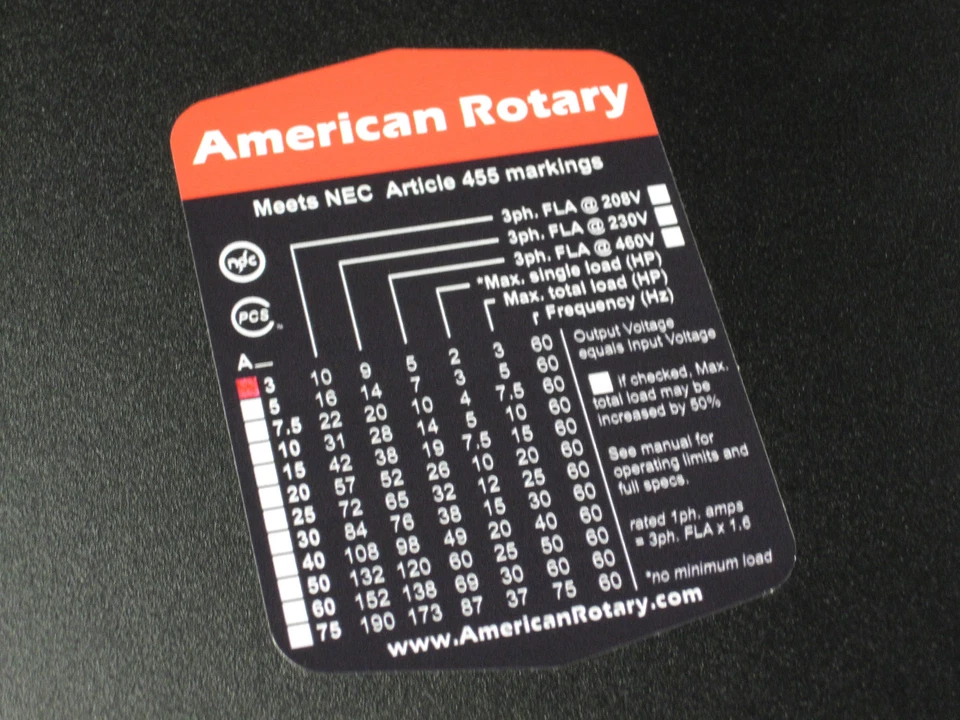 American Rotary
Meets NEC Article 455 markings
3ph. FLA @ 208V
3ph. FLA @ 230V
3ph. FLA @ 460V
*Max. single load (HP)
Max. total load (HP)
Frequency (Hz)
npc
PCS
A__
3 10 9 5 2 3 60
5 16 14 7 3 5 60
7.5 22 20 10 4 7.5 60
10 31 28 14 5 10 60
15 42 38 19 7.5 15 60
20 57 52 26 10 20 60
25 72 65 32 12 25 60
30 84 76 38 15 30 60
40 108 98 49 20 40 60
50 132 120 60 25 50 60
60 152 138 69 30 60 60
75 190 173 87 37 75 60
Output Voltage
equals Input Voltage
if checked, Max.
total load may be
increased by 50%
See manual for
operating limits and
full specs.
rated 1ph. amps
= 3ph. FLA x 1.6
*no minimum load
www.AmericanRotary.com